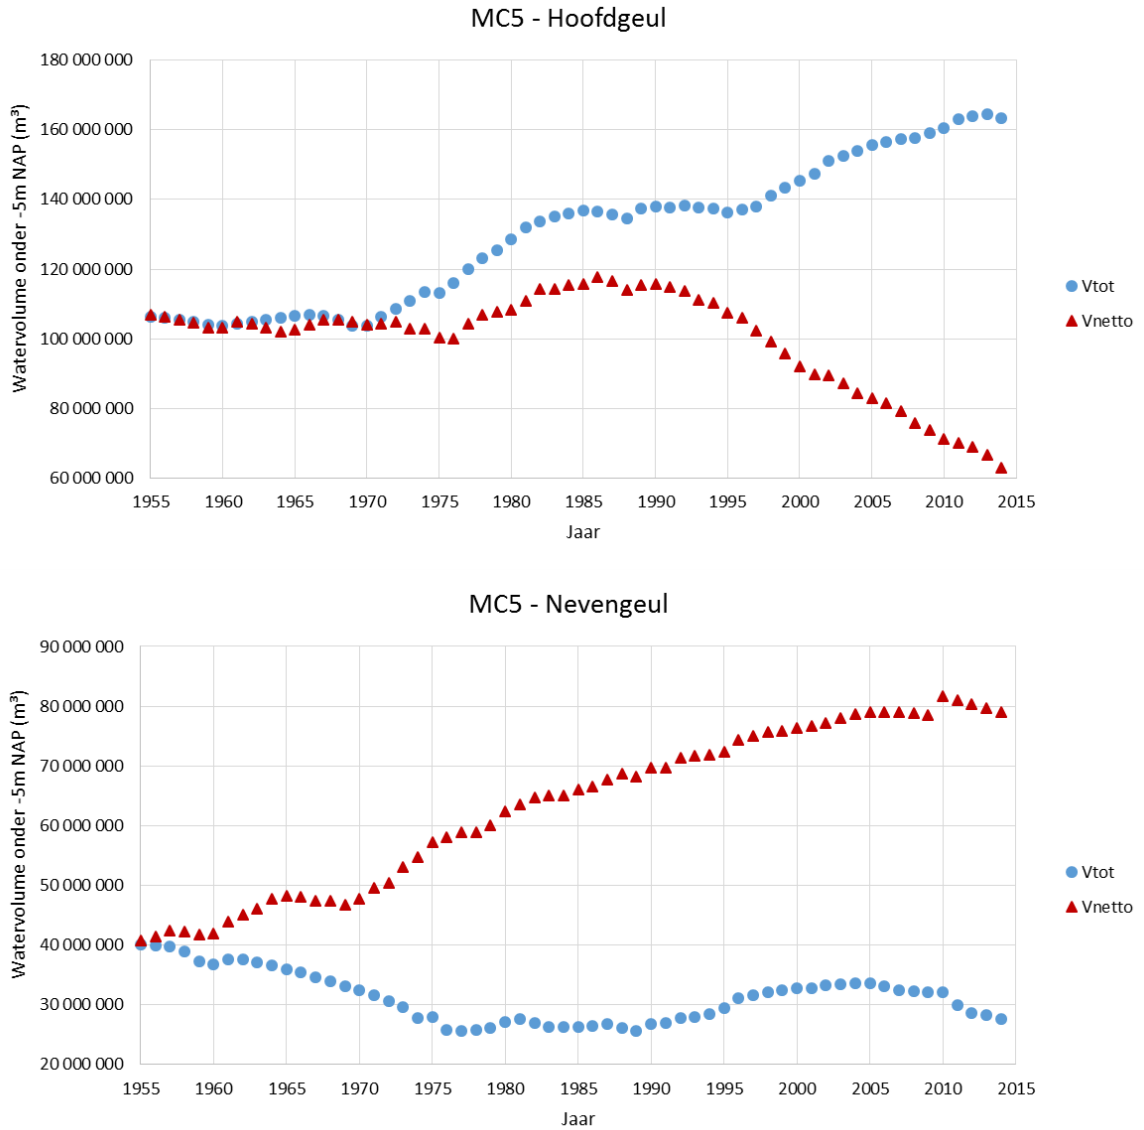 MC5 - Hoofdgeul
180 000 000
160 000 000
140 000 000
120 000 000
100 000 000
80 000 000
60 000 000
Watervolume onder -5m NAP (m³)
1955 1960 1965 1970 1975 1980 1985 1990 1995 2000 2005 2010 2015
Jaar
Vtot
Vnetto
MC5 - Nevengeul
90 000 000
80 000 000
70 000 000
60 000 000
50 000 000
40 000 000
30 000 000
20 000 000
Watervolume onder -5m NAP (m³)
1955 1960 1965 1970 1975 1980 1985 1990 1995 2000 2005 2010 2015
Jaar
Vtot
Vnetto